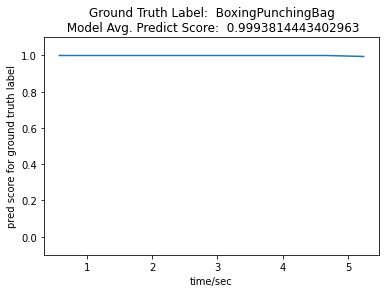 Ground Truth Label:  BoxingPunchingBag
Model Avg. Predict Score:  0.9993814443402963
pred score for ground truth label
1.0
0.8
0.6
0.4
0.2
0.0
1 2 3 4 5
time/sec